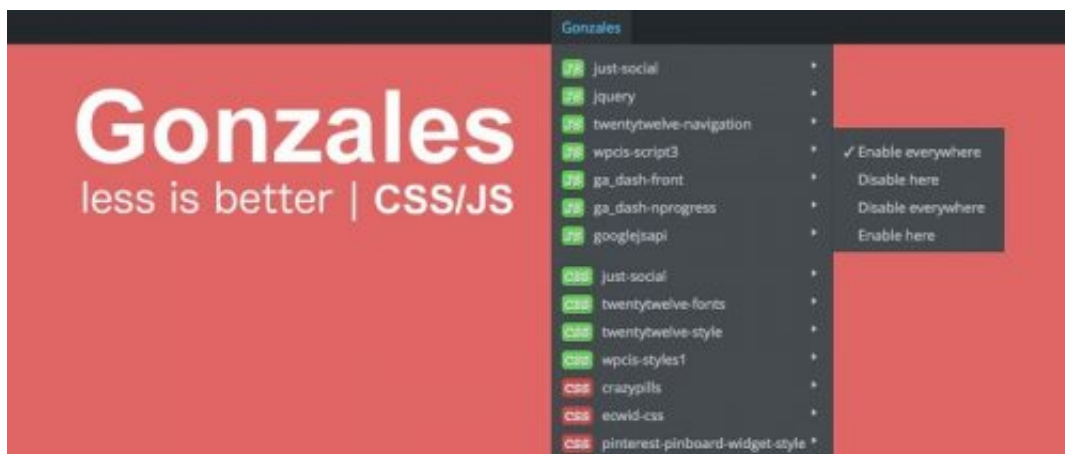 Gonzales
Gonzales
less is better | CSS/JS
JS just-social
JS jquery
JS twentytwelve-navigation
JS wpcis-script3
JS ga_dash-front
JS ga_dash-nprogress
JS googlejsapi
✓ Enable everywhere
Disable here
Disable everywhere
Enable here
CSS just-social
CSS twentytwelve-fonts
CSS twentytwelve-style
CSS wpcis-styles1
CSS crazypills
CSS ecwid-css
CSS pinterest-pinboard-widget-style